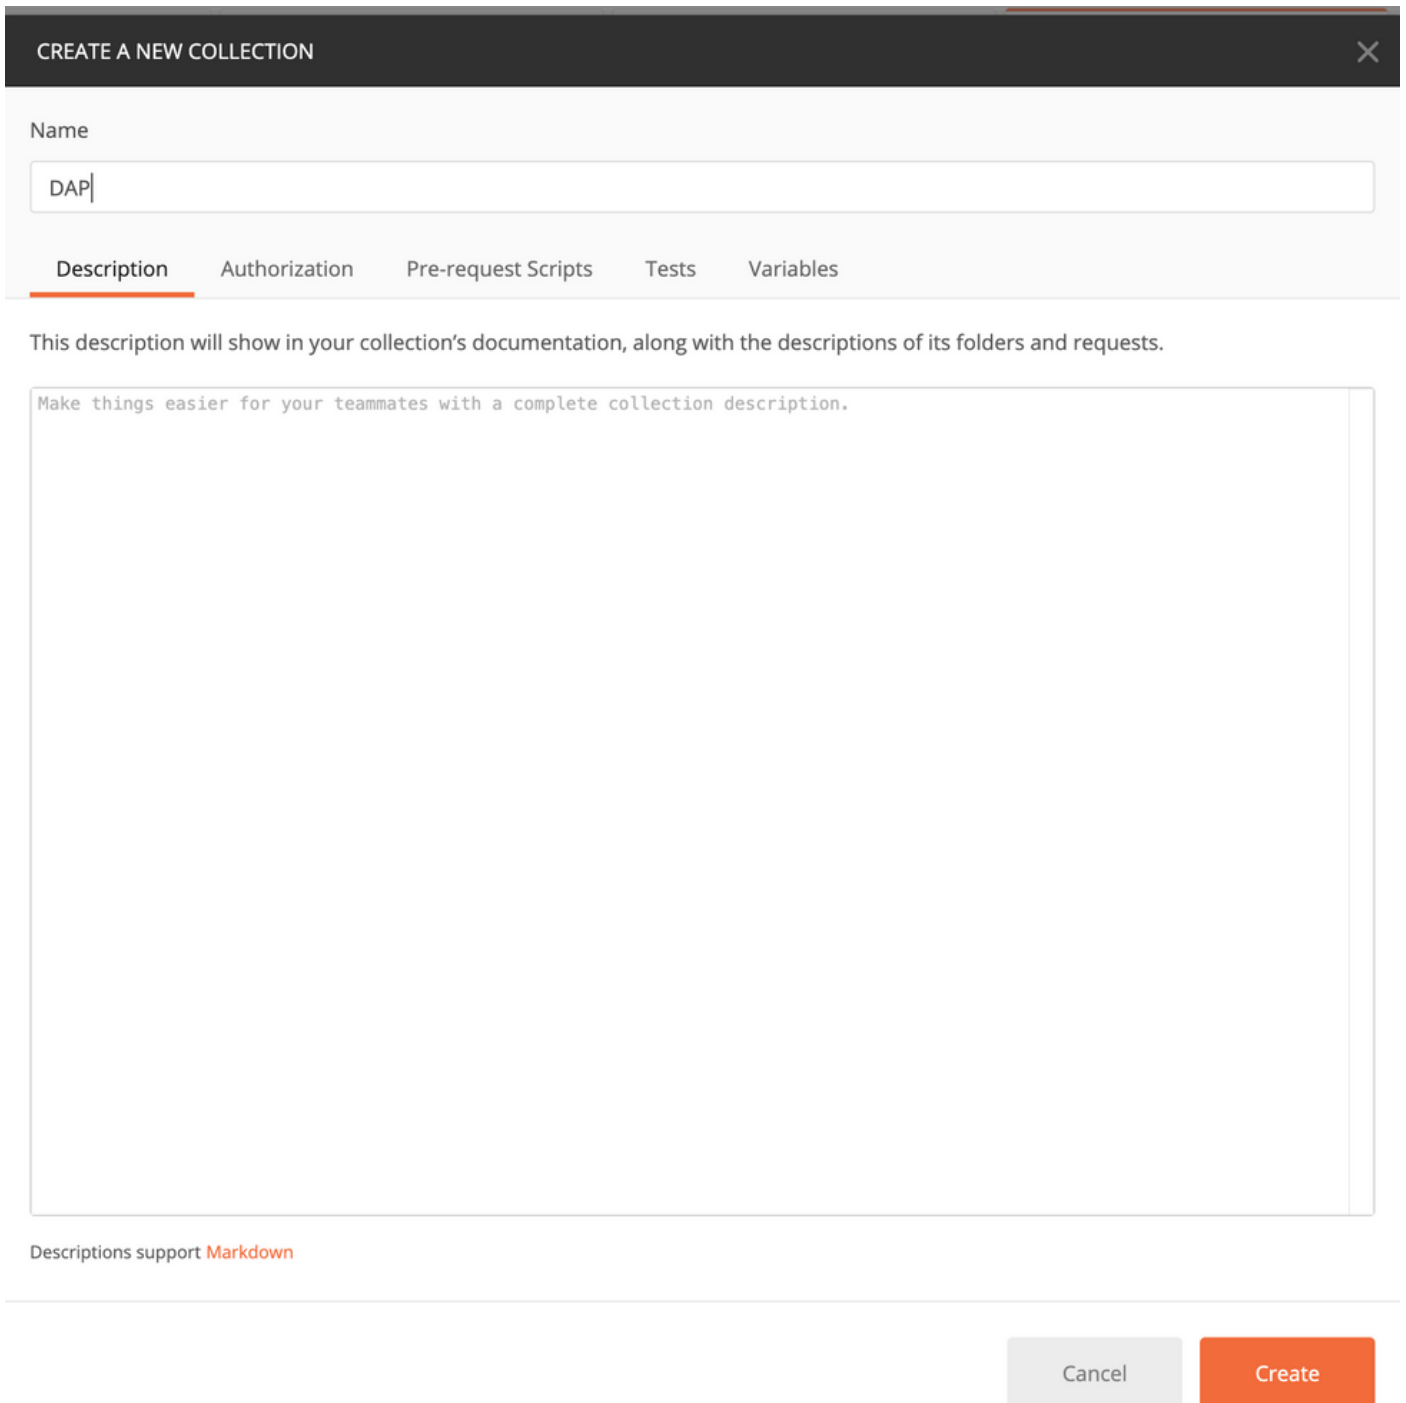 CREATE A NEW COLLECTION
Name
DAP
Description Authorization Pre-request Scripts Tests Variables
This description will show in your collection’s documentation, along with the descriptions of its folders and requests.
Make things easier for your teammates with a complete collection description.
Descriptions support Markdown
Cancel Create